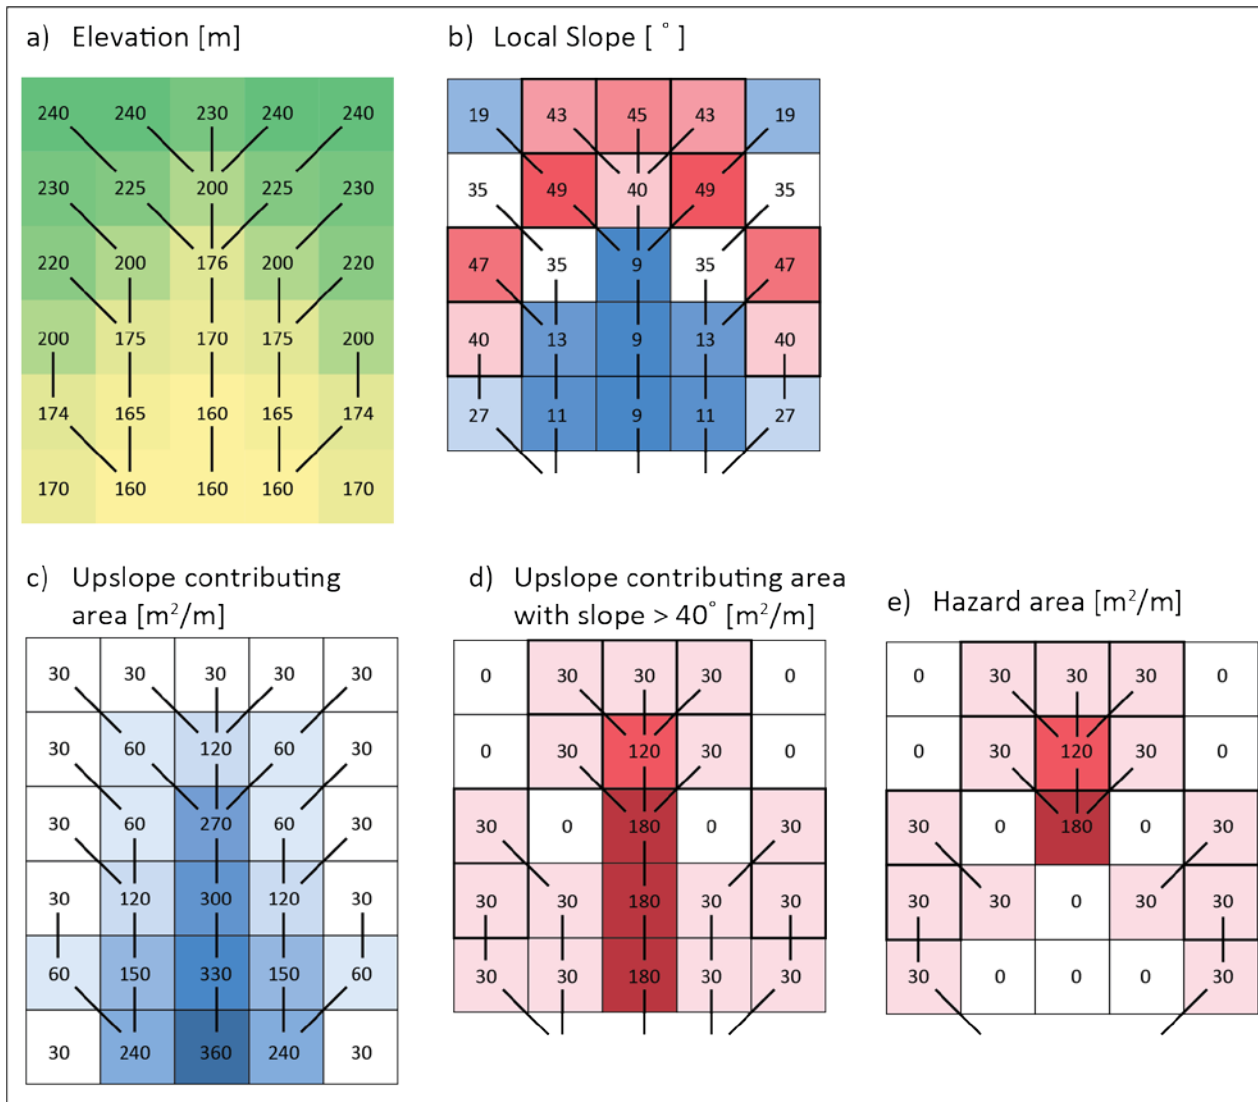 a) Elevation [m]
240 240 230 240 240
230 225 200 225 230
220 200 176 200 220
200 175 170 175 200
174 165 160 165 174
170 160 160 160 170
b) Local Slope [ ° ]
19 43 45 43 19
35 49 40 49 35
47 35 9 35 47
40 13 9 13 40
27 11 9 11 27
c) Upslope contributing
area [m²/m]
30 30 30 30 30
30 60 120 60 30
30 60 270 60 30
30 120 300 120 30
60 150 330 150 60
30 240 360 240 30
d) Upslope contributing area
with slope > 40° [m²/m]
0 30 30 30 0
0 30 120 30 0
30 0 180 0 30
30 30 180 30 30
30 30 180 30 30
e) Hazard area [m²/m]
0 30 30 30 0
0 30 120 30 0
30 0 180 0 30
30 30 0 30 30
30 0 0 0 30